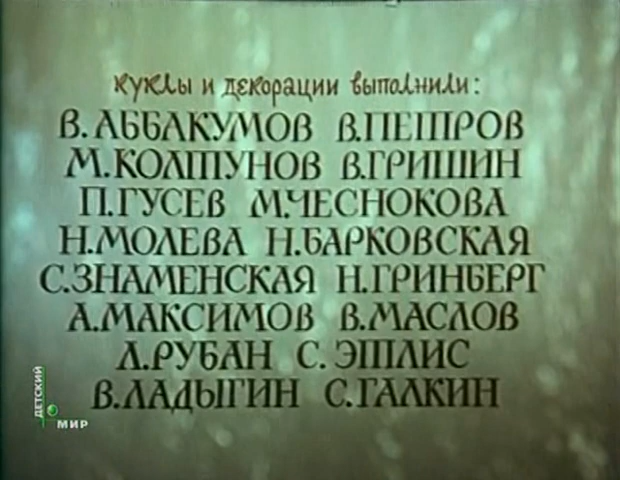 куклы и декорации выполнили:
В.АББАКУМОВ В.ПЕТРОВ
М.КОЛТУНОВ В.ГРИШИН
П.ГУСЕВ М.ЧЕСНОКОВА
Н.МОЛЕВА Н.БАРКОВСКАЯ
С.ЗНАМЕНСКАЯ Н.ГРИНБЕРГ
А.МАКСИМОВ В.МАСЛОВ
Л.РУБАН С.ЭТЛИС
В.ЛАДЫГИН С.ГАЛКИН
ДЕТСКИЙ
МИР